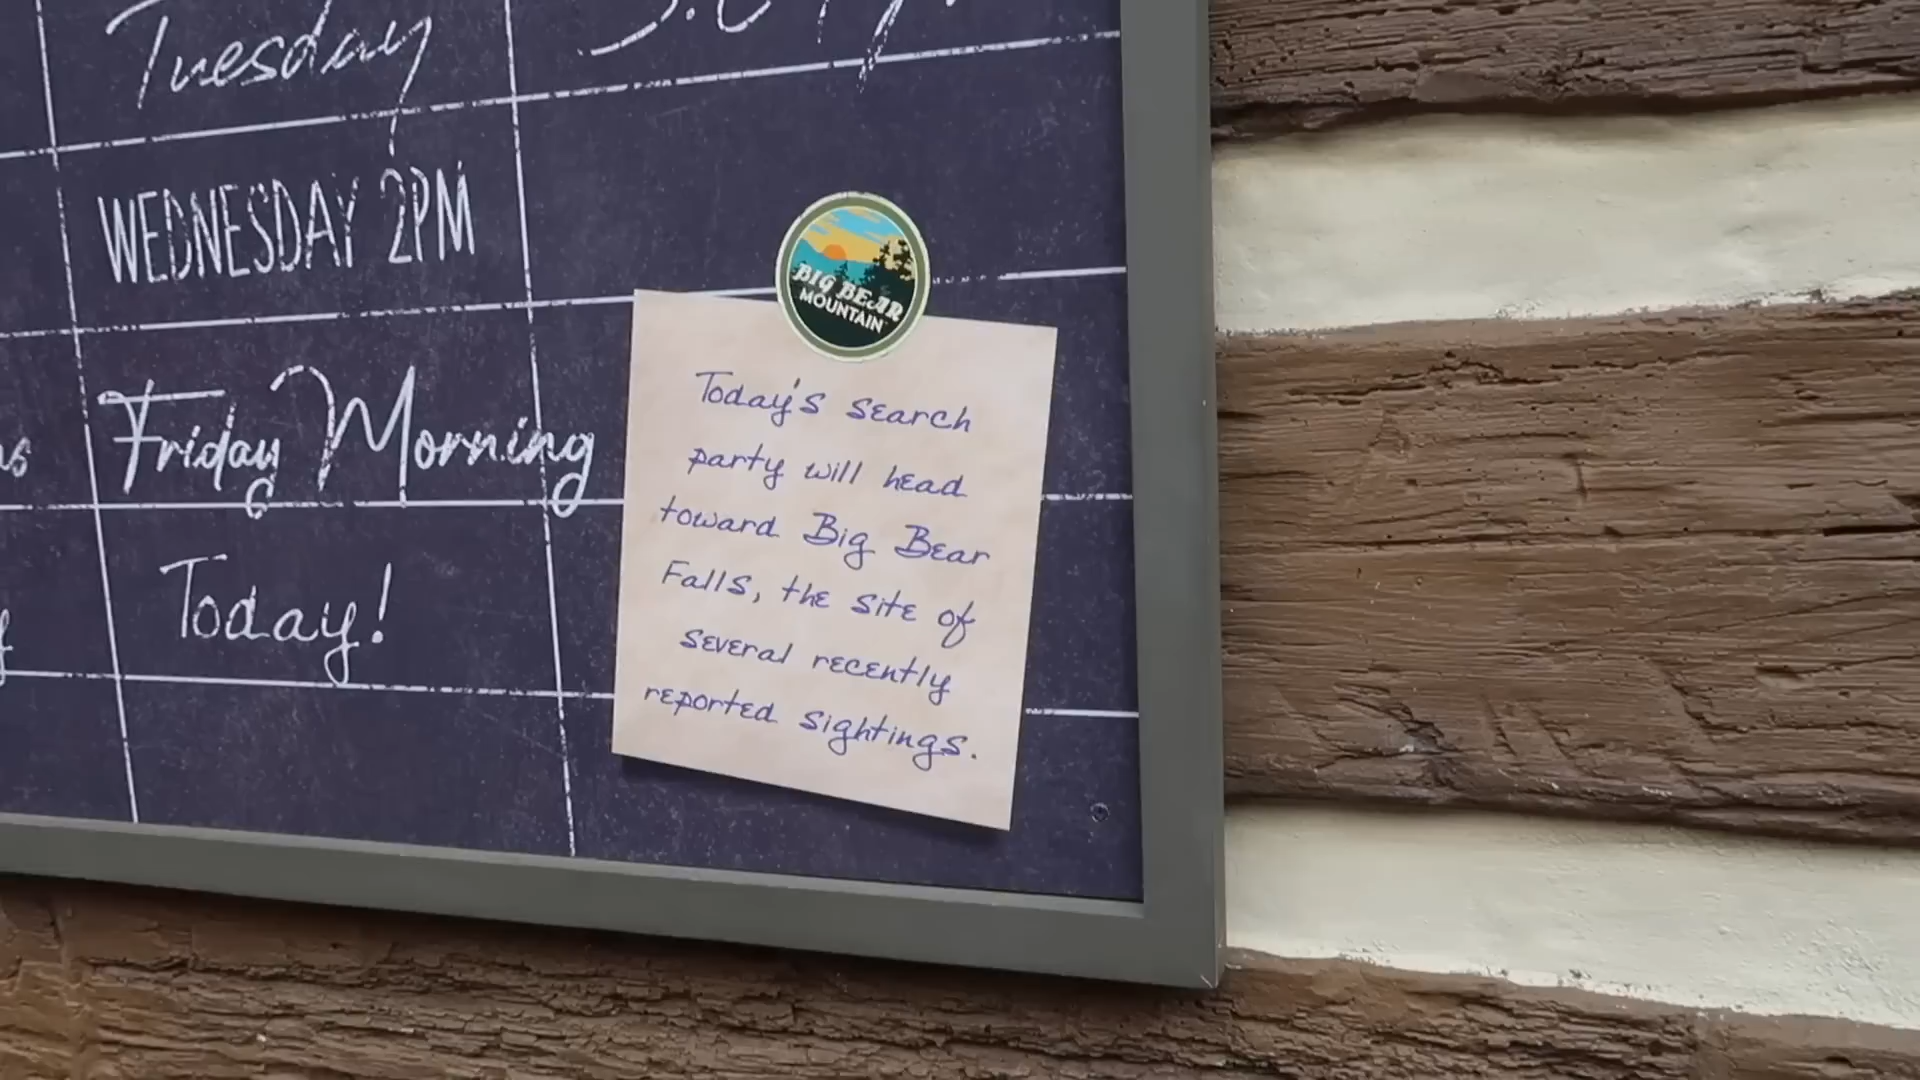 Tuesday
WEDNESDAY 2PM
Friday Morning
Today!
BIG BEAR
MOUNTAIN
Today's search
party will head
toward Big Bear
Falls, the site of
several recently
reported sightings.